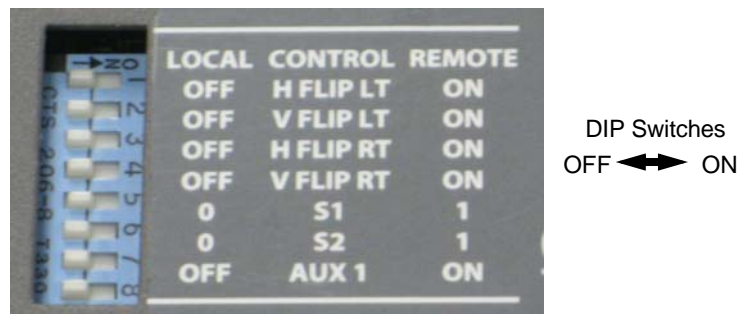 LOCAL CONTROL REMOTE
OFF H FLIP LT ON
OFF V FLIP LT ON
OFF H FLIP RT ON
OFF V FLIP RT ON
0 S1 1
0 S2 1
OFF AUX 1 ON
ON
1
2
3
4
5
6
7
8
CTS 206-8 T330
DIP Switches
OFF ON